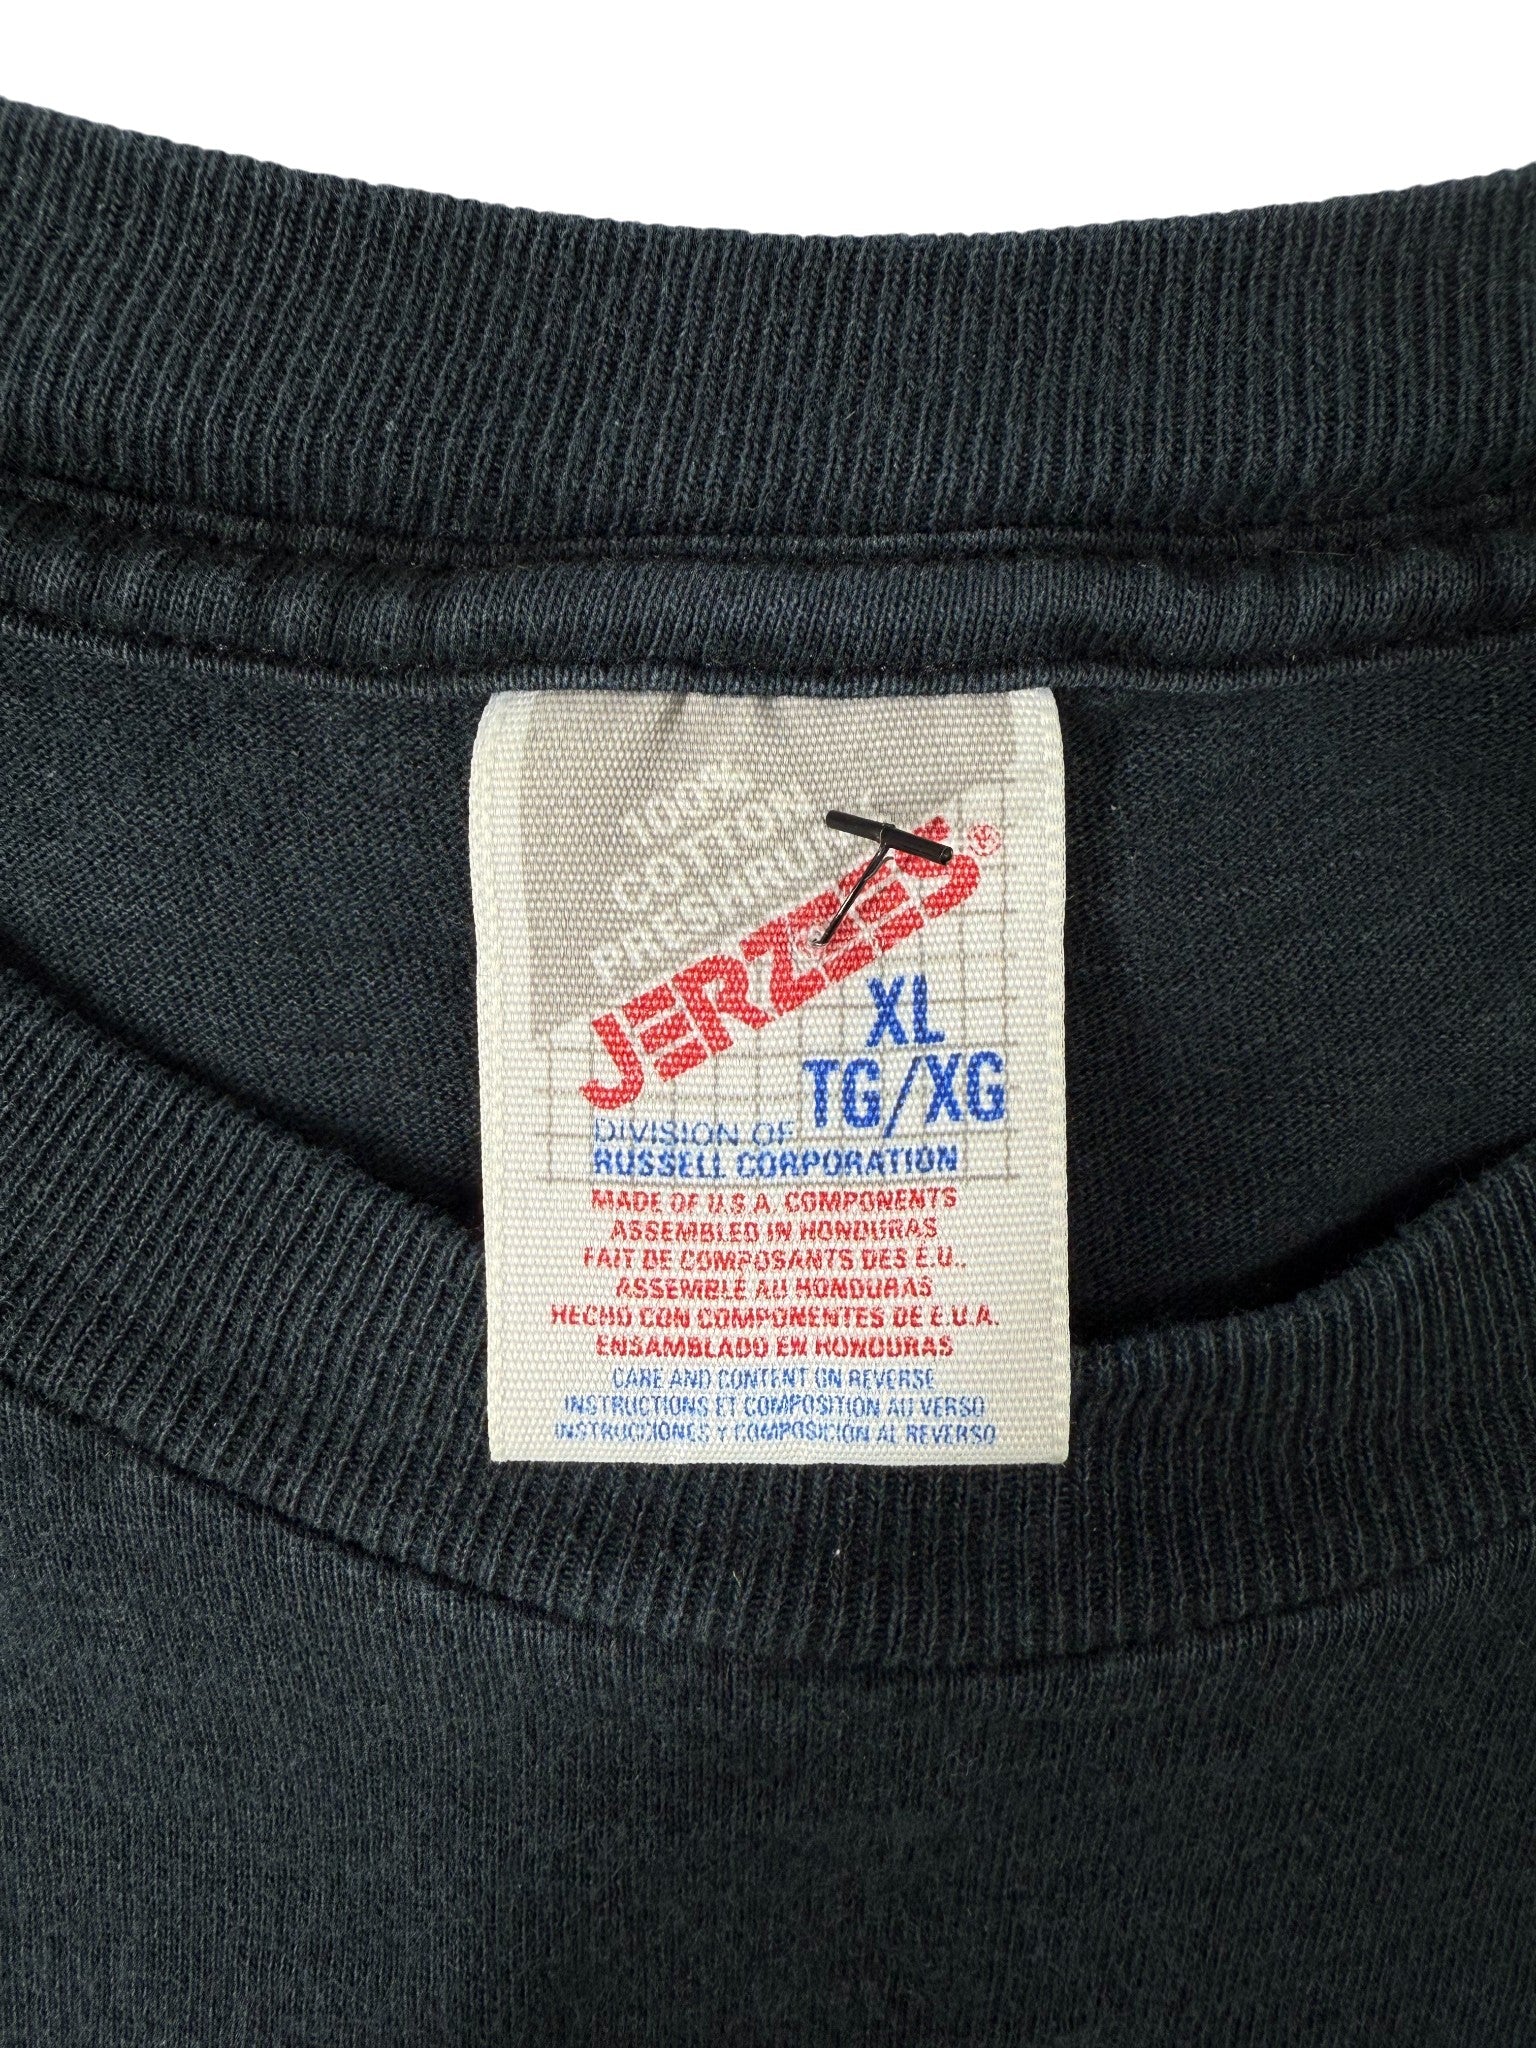 100%
COTTON
PRESHRUNK
JERZEES®
XL
TG/XG
DIVISION OF
RUSSELL CORPORATION
MADE OF U.S.A. COMPONENTS
ASSEMBLED IN HONDURAS
FAIT DE COMPOSANTS DES É.U..
ASSEMBLÉ AU HONDURAS
HECHO CON COMPONENTES DE E.U.A.
ENSAMBLADO EN HONDURAS
CARE AND CONTENT ON REVERSE
INSTRUCTIONS ET COMPOSITION AU VERSO
INSTRUCCIONES Y COMPOSICION AL REVERSO